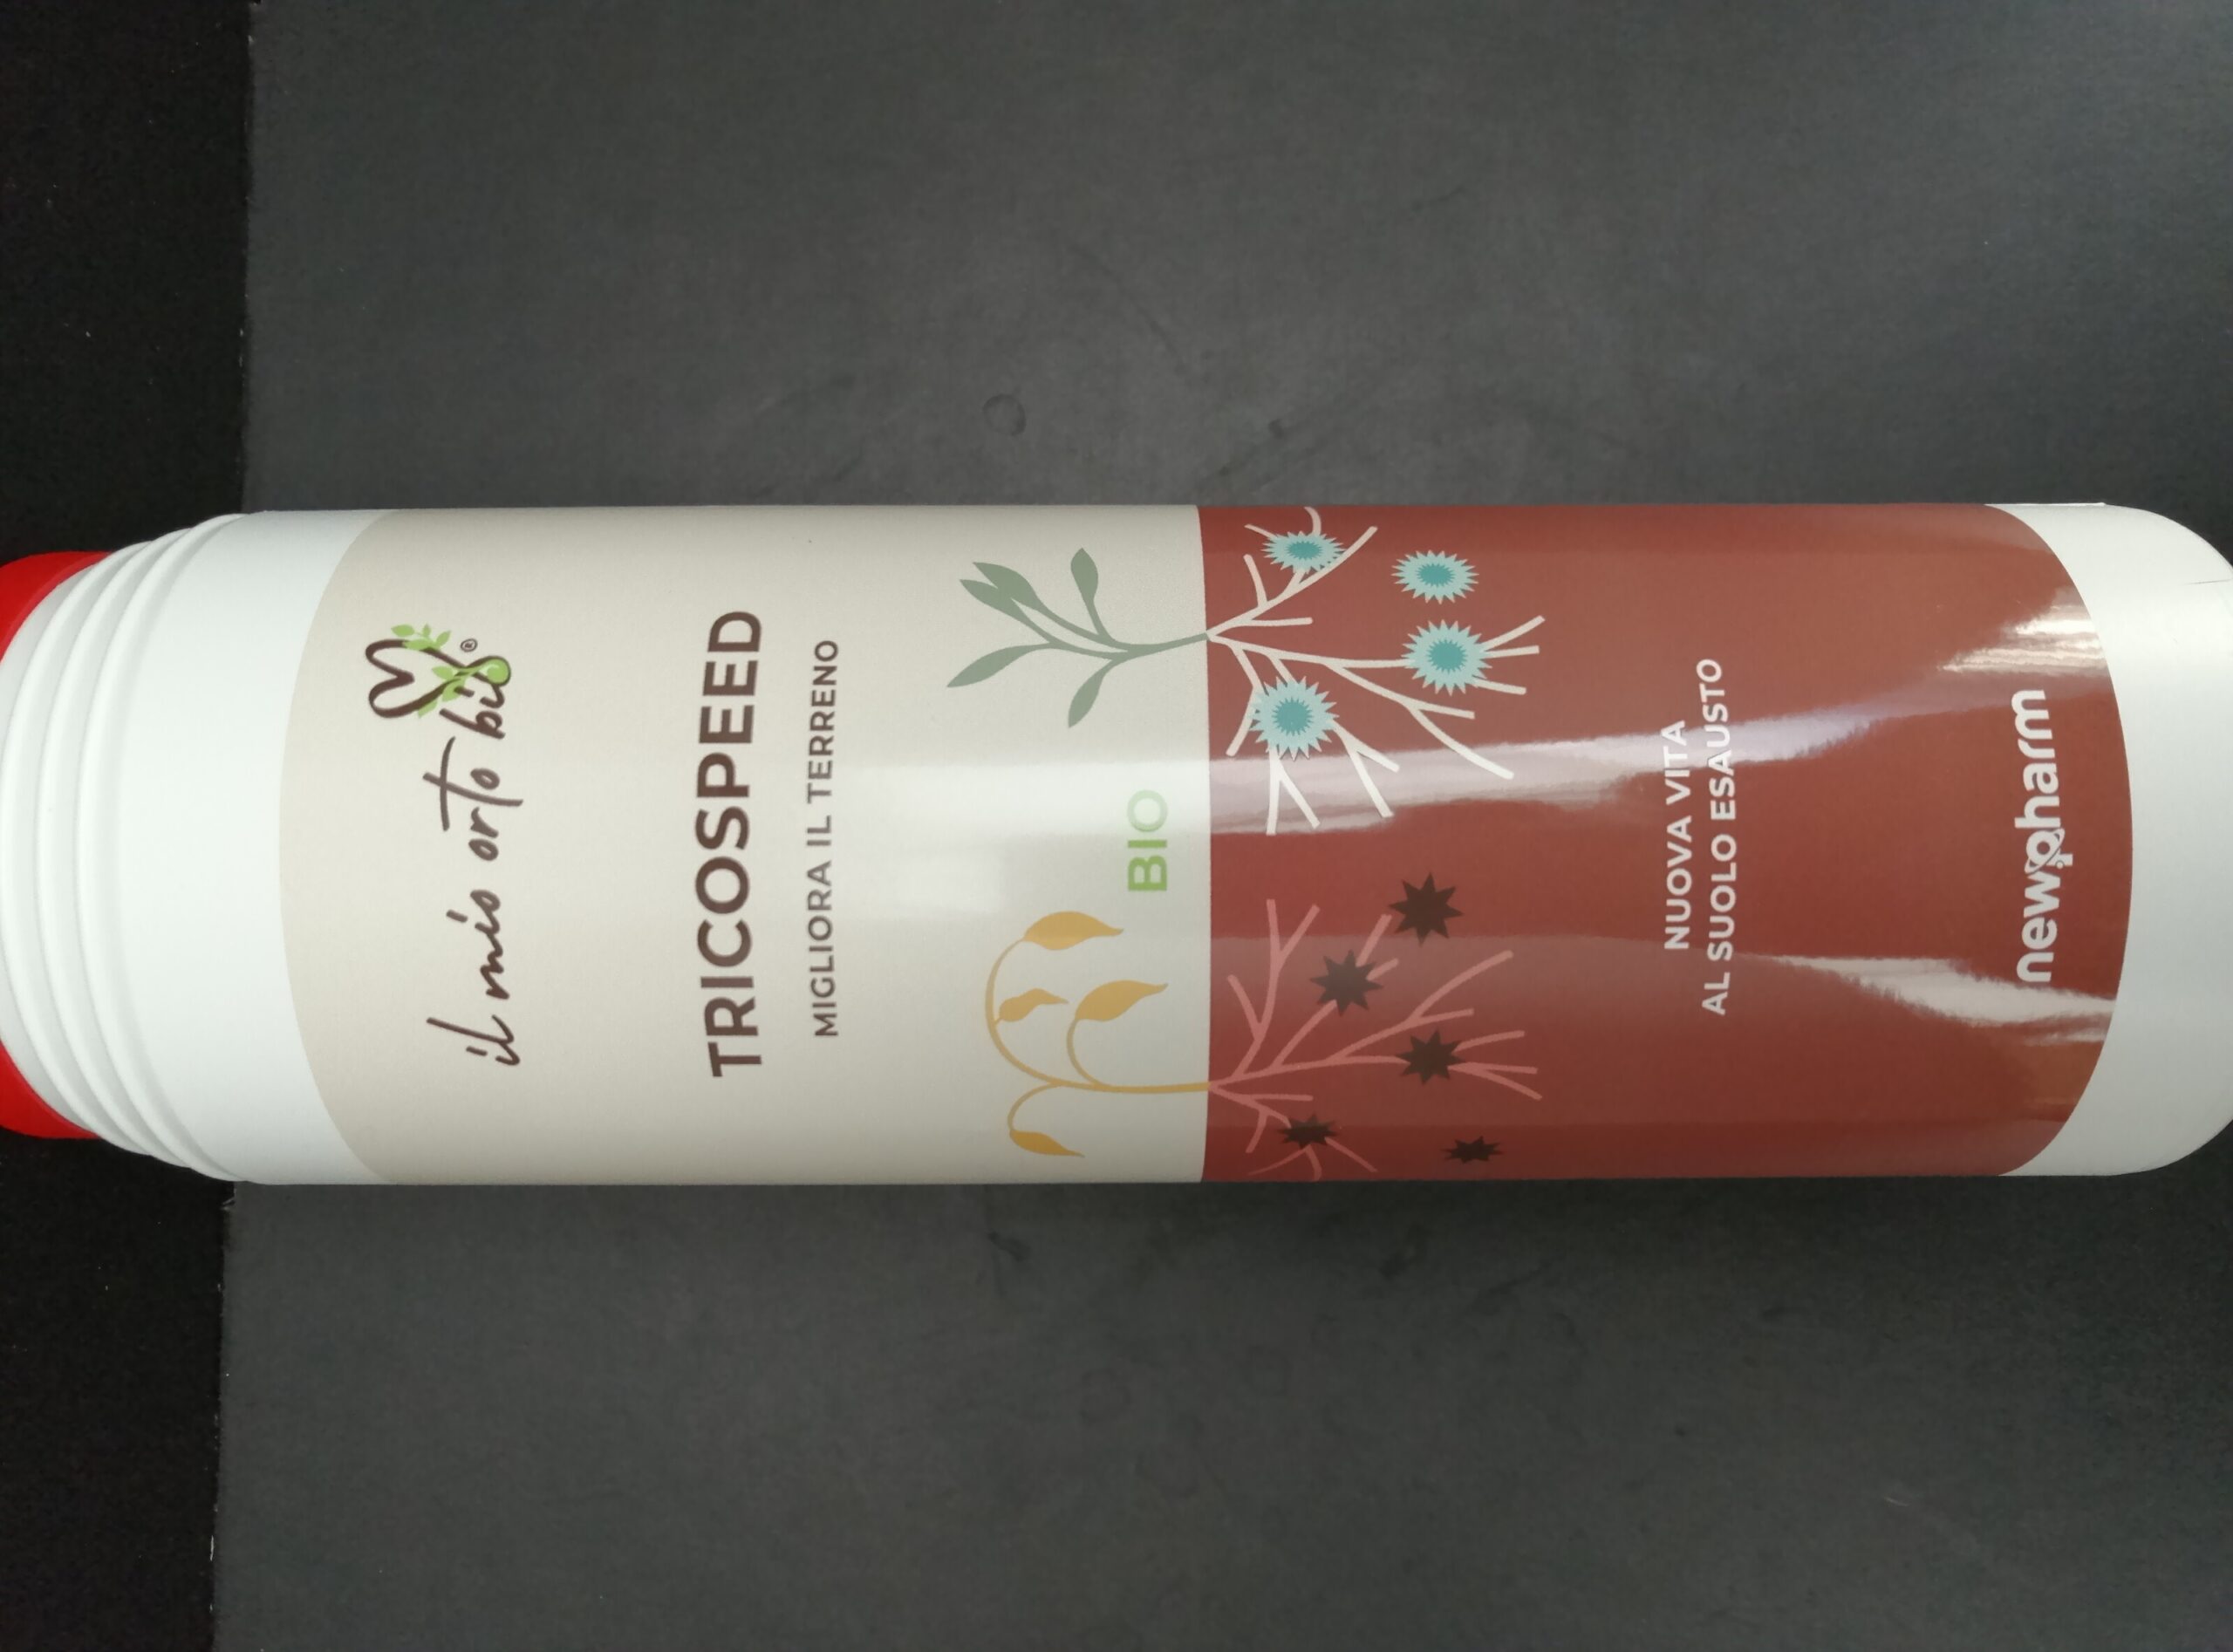 il mio orto bio®
TRICOSPEED
MIGLIORA IL TERRENO
BIO
NUOVA VITA
AL SUOLO ESAUSTO
newpharm